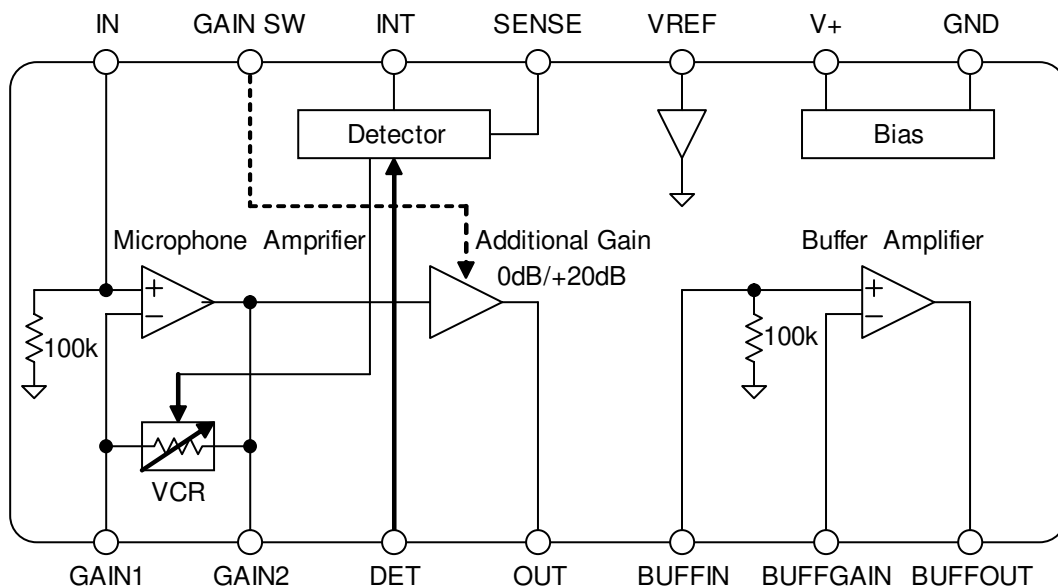 IN GAIN SW INT SENSE VREF V+ GND
Detector
Bias
Microphone Amprifier
Additional Gain
0dB/+20dB
Buffer Amplifier
+
−
100k
+
−
100k
VCR
GAIN1 GAIN2 DET OUT BUFFIN BUFFGAIN BUFFOUT